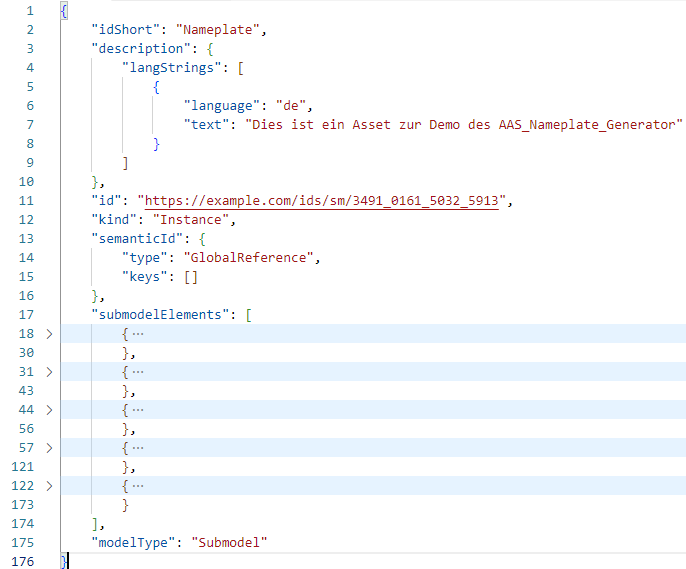 1 {
2 "idShort": "Nameplate",
3 "description": {
4 "langStrings": [
5 {
6 "language": "de",
7 "text": "Dies ist ein Asset zur Demo des AAS_Nameplate_Generator"
8 }
9 ]
10 },
11 "id": "https://example.com/ids/sm/3491_0161_5032_5913",
12 "kind": "Instance",
13 "semanticId": {
14 "type": "GlobalReference",
15 "keys": []
16 },
17 "submodelElements": [
18 > { ···
30 },
31 > { ···
43 },
44 > { ···
56 },
57 > { ···
121 },
122 > { ···
173 }
174 ],
175 "modelType": "Submodel"
176 }